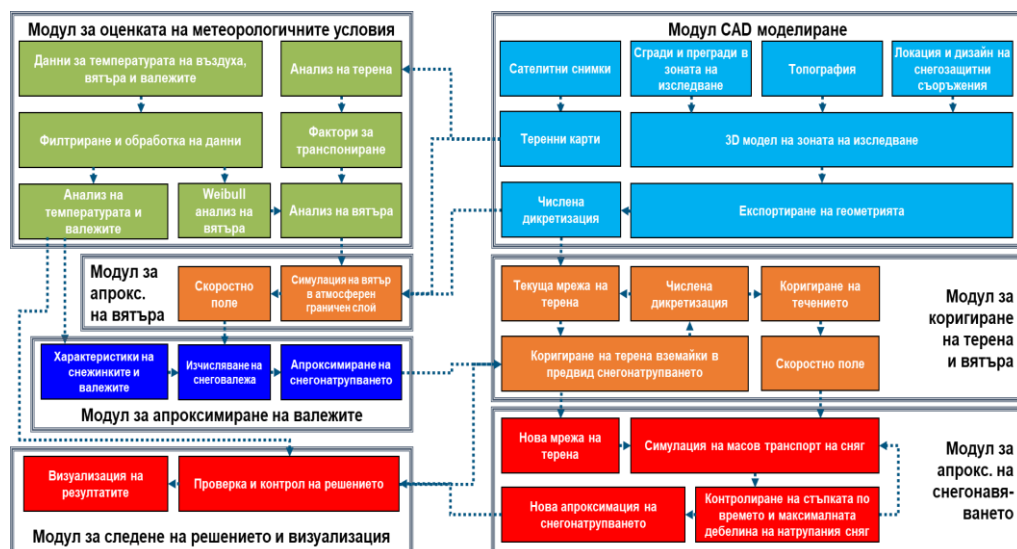 Модул за оценката на метеорологичните условия
Данни за температурата на въздуха,
вятъра и валежите
Анализ на терена
Филтриране и обработка на данни
Фактори за
транспониране
Анализ на
температурата и
валежите
Weibull
анализ на
вятъра
Анализ на вятъра
Модул CAD моделиране
Сателитни снимки
Сгради и прегради в
зоната на
изследване
Топография
Локация и дизайн на
снегозащитни
съоръжения
Теренни карти
3D модел на зоната на изследване
Числена
дикретизация
Експортиране на геометрията
Модул за
апрокс.
на вятъра
Скоростно
поле
Симулация на вятър
в атмосферен
граничен слой
Текуща мрежа на
терена
Числена
дикретизация
Коригиране на
течението
Коригиране на терена вземайки в
предвид снегонатрупването
Скоростно поле
Модул за
коригиране
на терена
и вятъра
Характеристики на
снежинките и
валежите
Изчисляване на
снеговалежа
Апроксимиране на
снегонатрупването
Модул за апроксимиране на валежите
Нова мрежа на
терена
Симулация на масов транспорт на сняг
Нова апроксимация на
снегонатрупването
Контролиране на стъпката по
времето и максималната
дебелина на натрупания сняг
Модул за
апрокс. на
снегонавя-
ването
Визуализация на
резултатите
Проверка и контрол на решението
Модул за следене на решението и визуализация